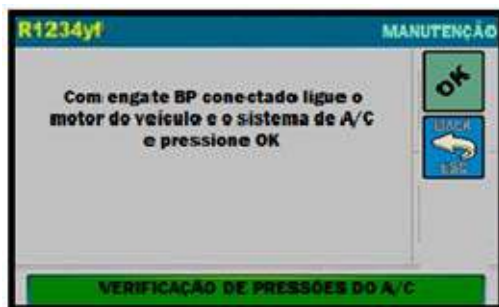 R1234yf
MANUTENÇÃO
Com engate BP conectado ligue o
motor do veículo e o sistema de A/C
e pressione OK
OK
Back
ESC
VERIFICAÇÃO DE PRESSÕES DO A/C